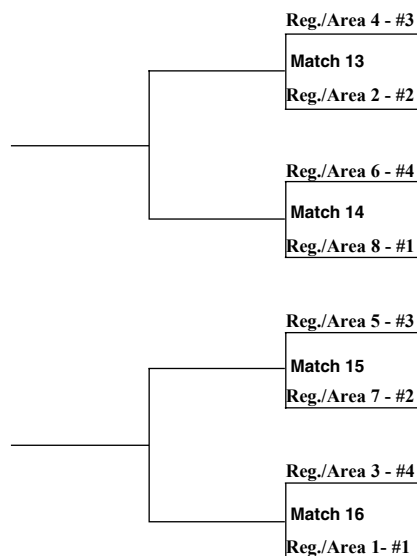 Reg./Area 4 - #3
Match 13
Reg./Area 2 - #2
Reg./Area 6 - #4
Match 14
Reg./Area 8 - #1
Reg./Area 5 - #3
Match 15
Reg./Area 7 - #2
Reg./Area 3 - #4
Match 16
Reg./Area 1- #1